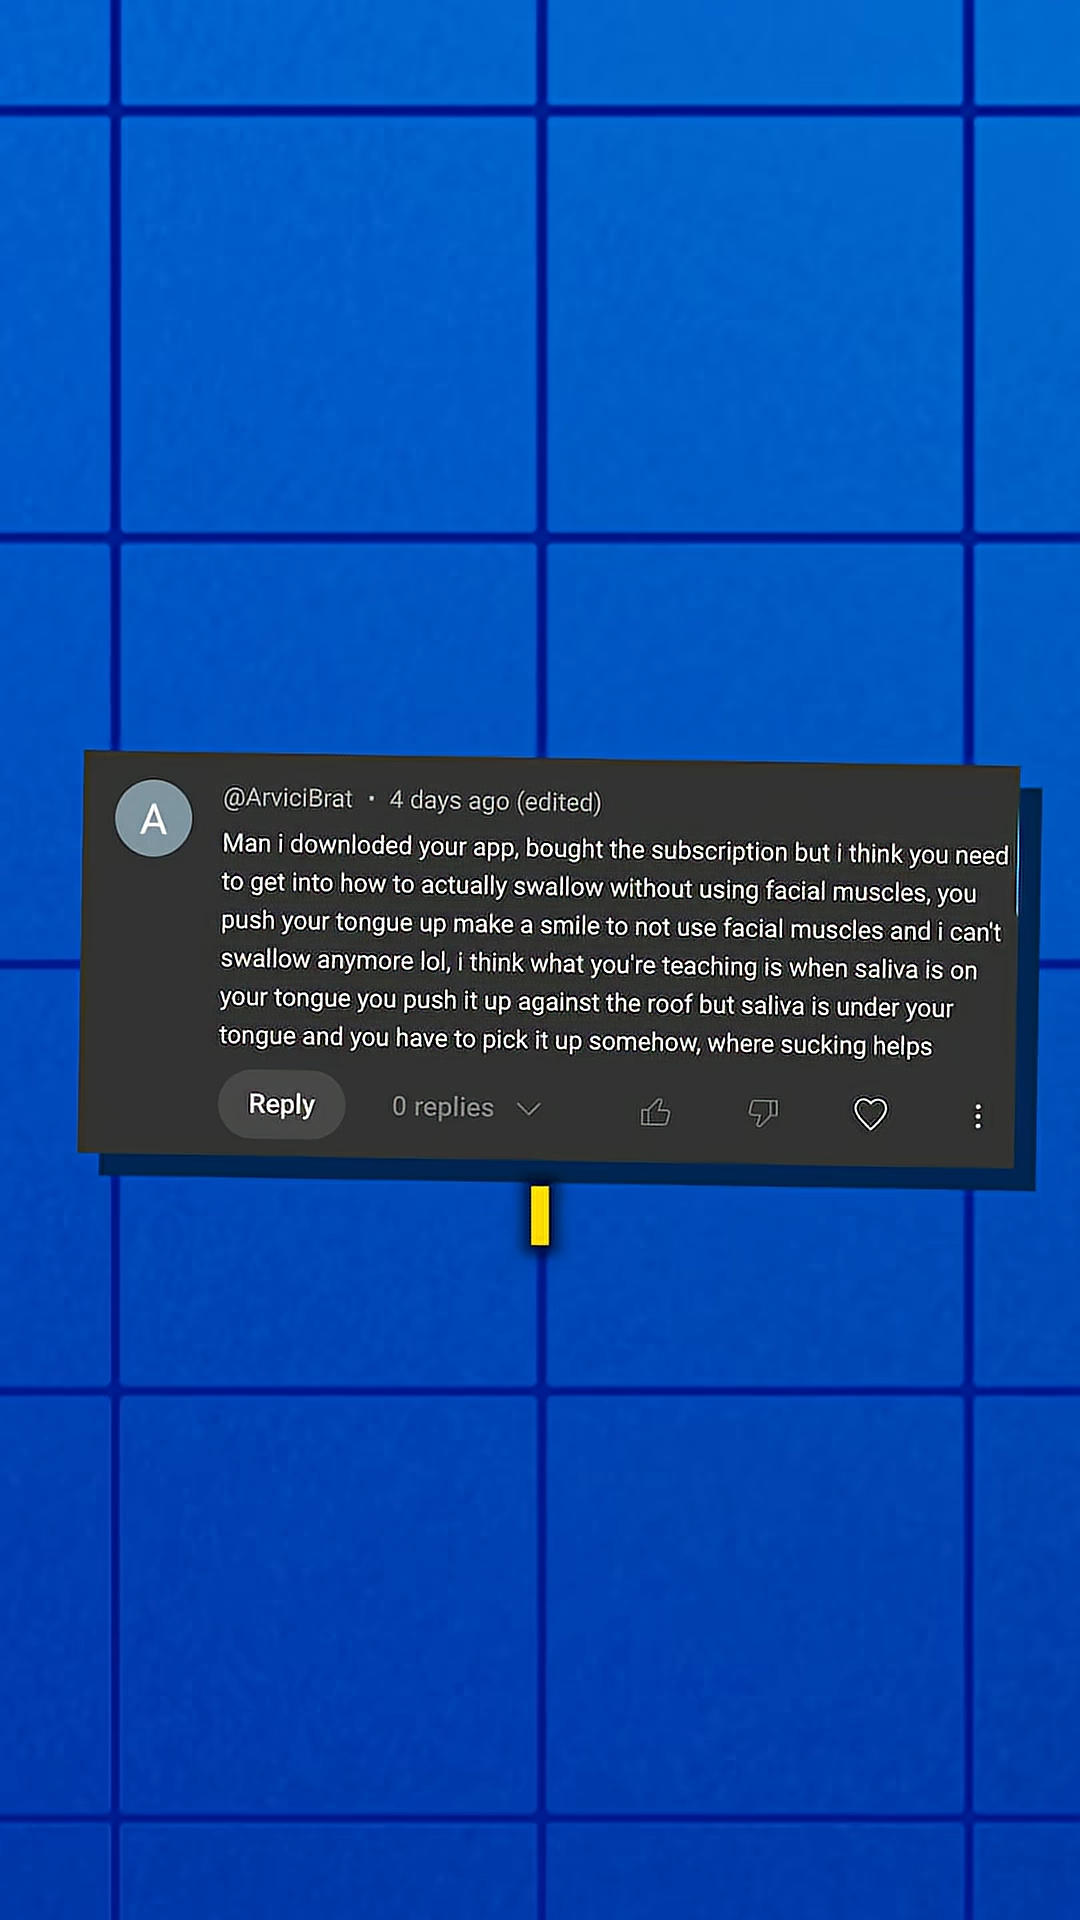 A
@ArviciBrat • 4 days ago (edited)
Man i downloded your app, bought the subscription but i think you need
to get into how to actually swallow without using facial muscles, you
push your tongue up make a smile to not use facial muscles and i can't
swallow anymore lol, i think what you're teaching is when saliva is on
your tongue you push it up against the roof but saliva is under your
tongue and you have to pick it up somehow, where sucking helps
Reply 0 replies
I